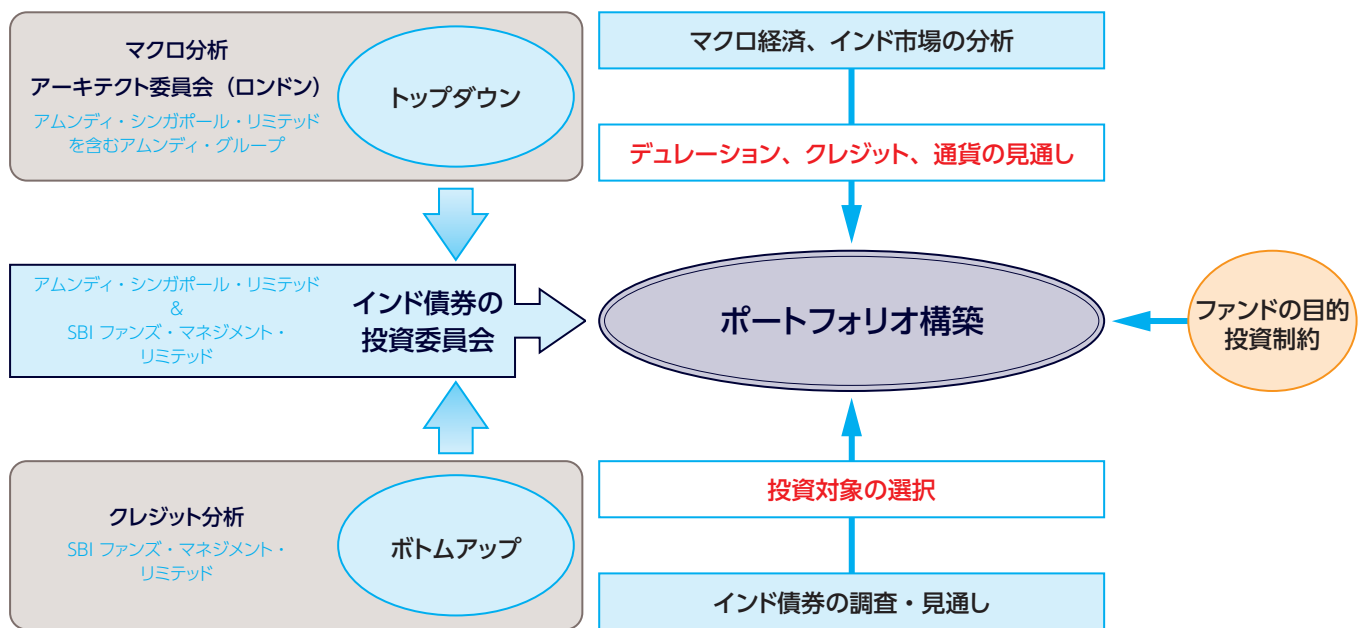 マクロ分析
アーキテクト委員会（ロンドン）
アムンディ・シンガポール・リミテッド
を含むアムンディ・グループ
トップダウン
マクロ経済、インド市場の分析
デュレーション、クレジット、通貨の見通し
アムンディ・シンガポール・リミテッド
&
SBI ファンズ・マネジメント・
リミテッド
インド債券の
投資委員会
ポートフォリオ構築
ファンドの目的
投資制約
クレジット分析
SBI ファンズ・マネジメント・
リミテッド
ボトムアップ
投資対象の選択
インド債券の調査・見通し